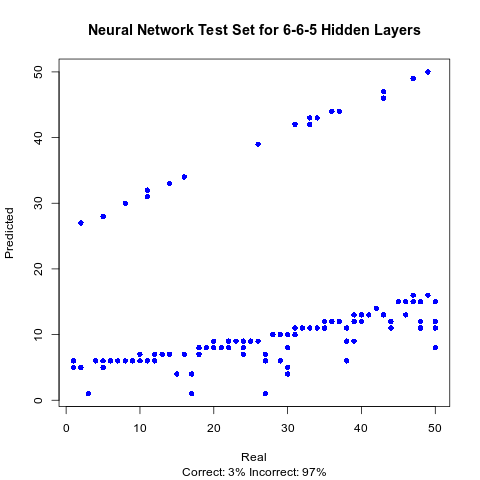 Neural Network Test Set for 6-6-5 Hidden Layers
Predicted
50
40
30
20
10
0
0 10 20 30 40 50
Real
Correct: 3% Incorrect: 97%